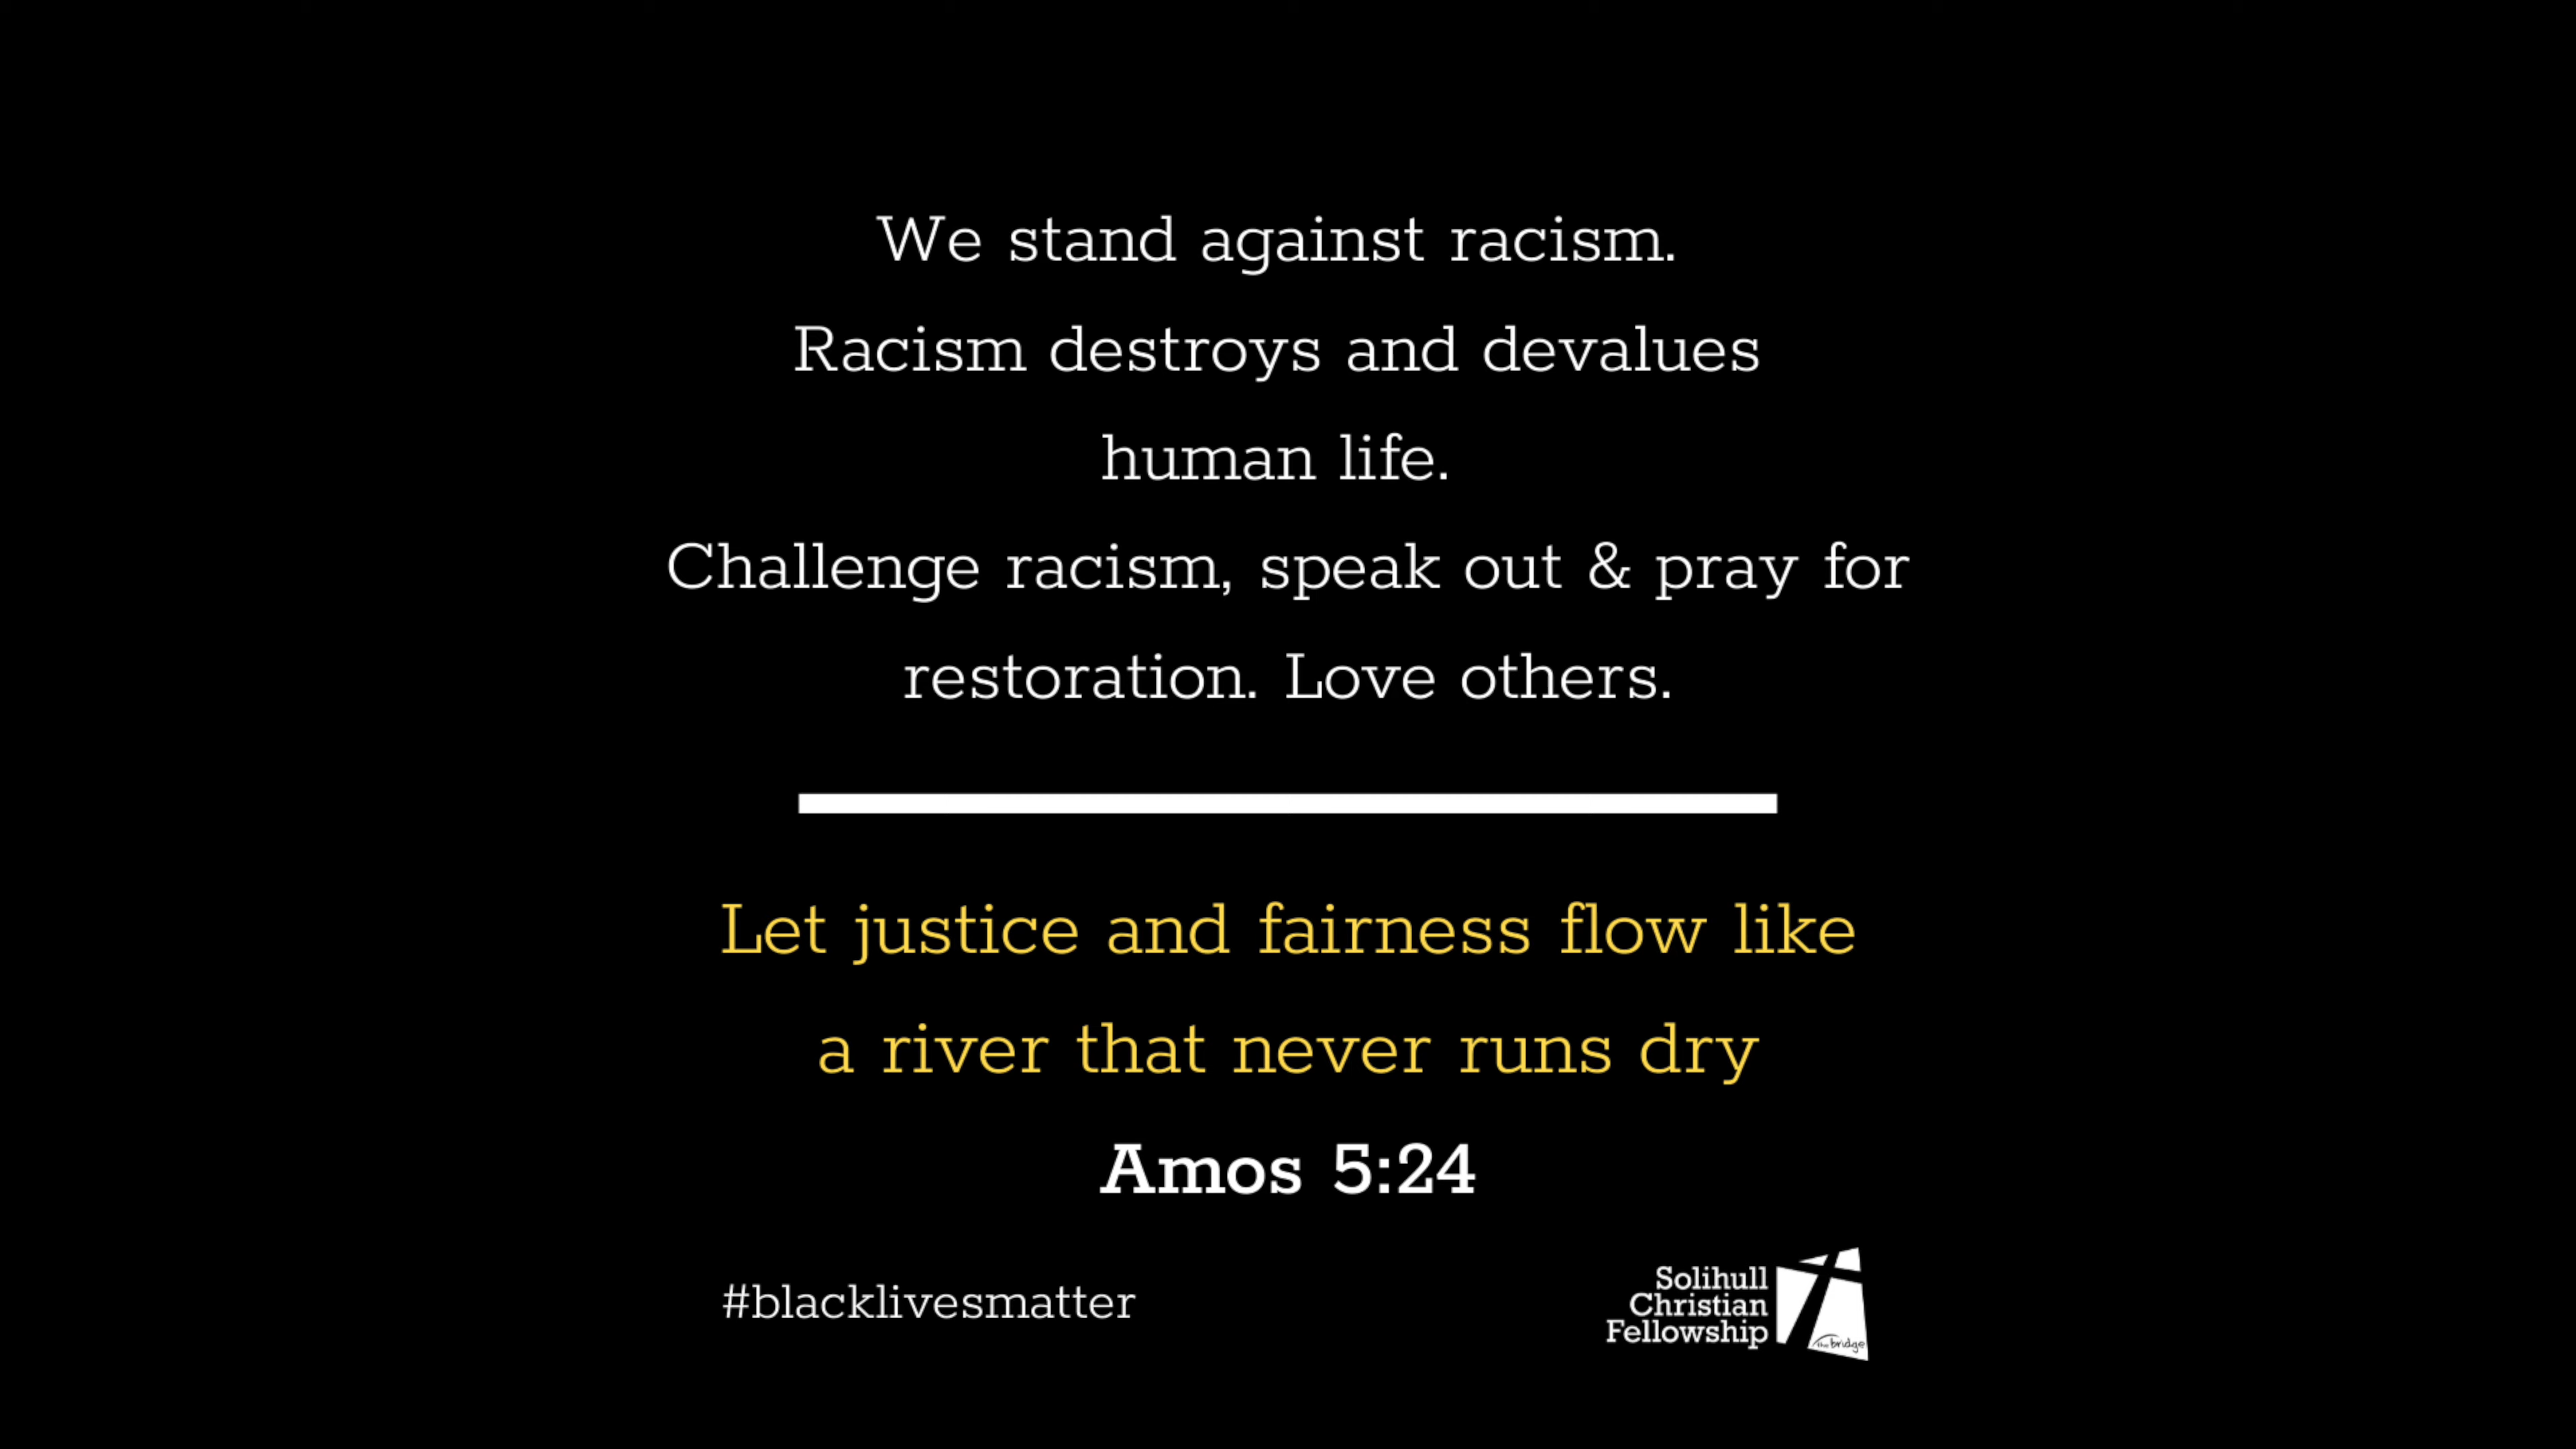 We stand against racism.
Racism destroys and devalues
human life.
Challenge racism, speak out & pray for
restoration. Love others.
Let justice and fairness flow like
a river that never runs dry
Amos 5:24
#blacklivesmatter
Solihull
Christian
Fellowship
the bridge